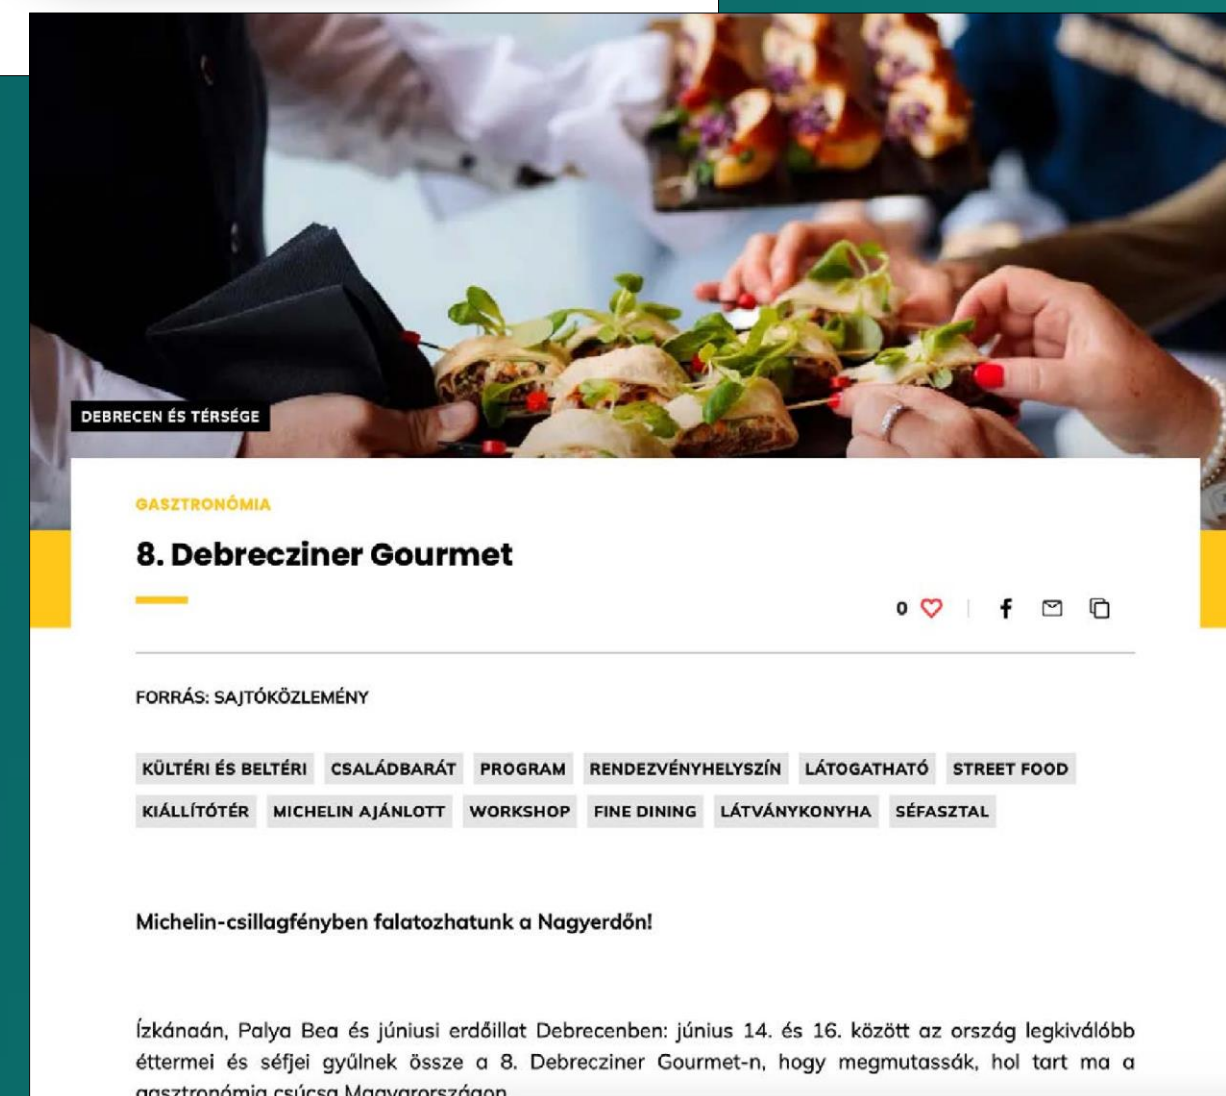 DEBRECEN ÉS TÉRSÉGE
GASZTRONÓMIA
8. Debrecziner Gourmet
0
FORRÁS: SAJTÓKÖZLEMÉNY
KÜLTÉRI ÉS BELTÉRI CSALÁDBARÁT PROGRAM RENDEZVÉNYHELYSZÍN LÁTOGATHATÓ STREET FOOD
KIÁLLÍTÓTÉR MICHELIN AJÁNLOTT WORKSHOP FINE DINING LÁTVÁNYKONYHA SÉFASZTAL
Michelin-csillagfényben falatozhatunk a Nagyerdőn!
Ízkánaán, Palya Bea és júniusi erdőillat Debrecenben: június 14. és 16. között az ország legkiválóbb
éttermei és séfjei gyűlnek össze a 8. Debrecziner Gourmet-n, hogy megmutassák, hol tart ma a
gasztronómia csúcsa Magyarországon